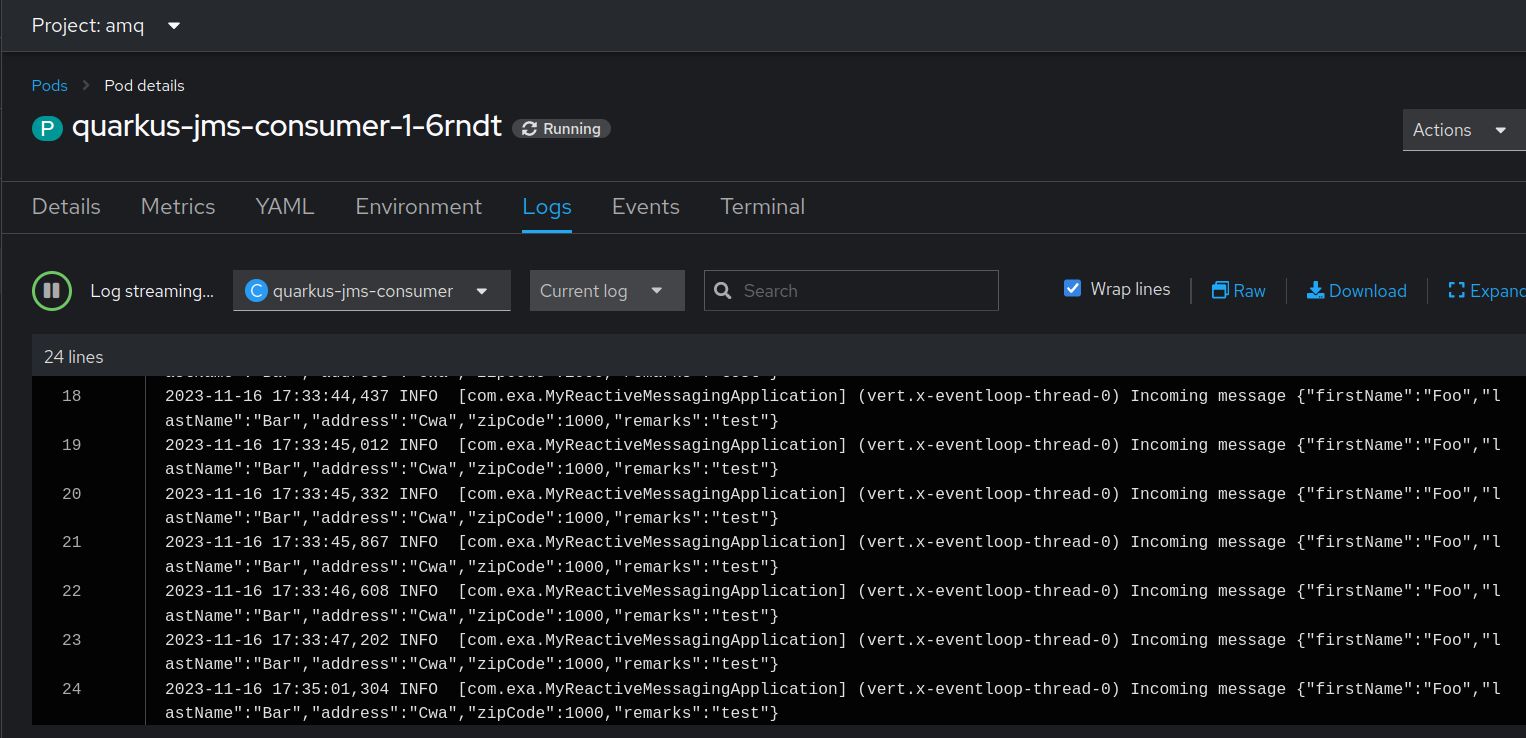 Project: amq
Pods
Pod details
P quarkus-jms-consumer-1-6rndt Running
Actions
Details Metrics YAML Environment Logs Events Terminal
Log streaming... C quarkus-jms-consumer Current log Search Wrap lines Raw Download Expand
24 lines
18 2023-11-16 17:33:44,437 INFO  [com.exa.MyReactiveMessagingApplication] (vert.x-eventloop-thread-0) Incoming message {"firstName":"Foo","l
astName":"Bar","address":"Cwa","zipCode":1000,"remarks":"test"}
19 2023-11-16 17:33:45,012 INFO  [com.exa.MyReactiveMessagingApplication] (vert.x-eventloop-thread-0) Incoming message {"firstName":"Foo","l
astName":"Bar","address":"Cwa","zipCode":1000,"remarks":"test"}
20 2023-11-16 17:33:45,332 INFO  [com.exa.MyReactiveMessagingApplication] (vert.x-eventloop-thread-0) Incoming message {"firstName":"Foo","l
astName":"Bar","address":"Cwa","zipCode":1000,"remarks":"test"}
21 2023-11-16 17:33:45,867 INFO  [com.exa.MyReactiveMessagingApplication] (vert.x-eventloop-thread-0) Incoming message {"firstName":"Foo","l
astName":"Bar","address":"Cwa","zipCode":1000,"remarks":"test"}
22 2023-11-16 17:33:46,608 INFO  [com.exa.MyReactiveMessagingApplication] (vert.x-eventloop-thread-0) Incoming message {"firstName":"Foo","l
astName":"Bar","address":"Cwa","zipCode":1000,"remarks":"test"}
23 2023-11-16 17:33:47,202 INFO  [com.exa.MyReactiveMessagingApplication] (vert.x-eventloop-thread-0) Incoming message {"firstName":"Foo","l
astName":"Bar","address":"Cwa","zipCode":1000,"remarks":"test"}
24 2023-11-16 17:35:01,304 INFO  [com.exa.MyReactiveMessagingApplication] (vert.x-eventloop-thread-0) Incoming message {"firstName":"Foo","l
astName":"Bar","address":"Cwa","zipCode":1000,"remarks":"test"}